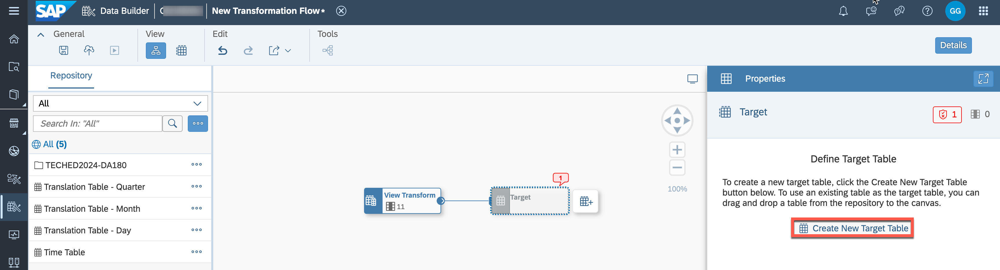 SAP
Data Builder
New Transformation Flow*
GG
General
View
Edit
Tools
Details
Repository
All
Search In: "All"
All (5)
TECHED2024-DA180
Translation Table - Quarter
Translation Table - Month
Translation Table - Day
Time Table
View Transform
11
1
Target
100%
Properties
Target
1
0
Define Target Table
To create a new target table, click the Create New Target Table
button below. To use an existing table as the target table, you can
drag and drop a table from the repository to the canvas.
Create New Target Table